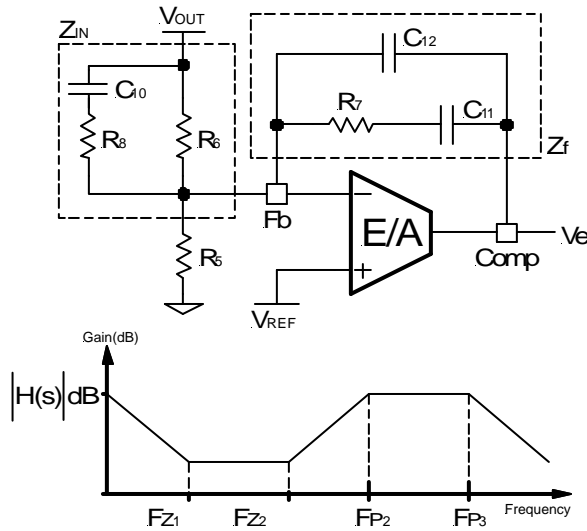 VOUT
ZIN
C12
C10
R8
R6
R7
C11
Zf
Fb
E/A
Ve
R5
Comp
VREF
Gain(dB)
|H(s)|dB
FZ1
FZ2
FP2
FP3
Frequency